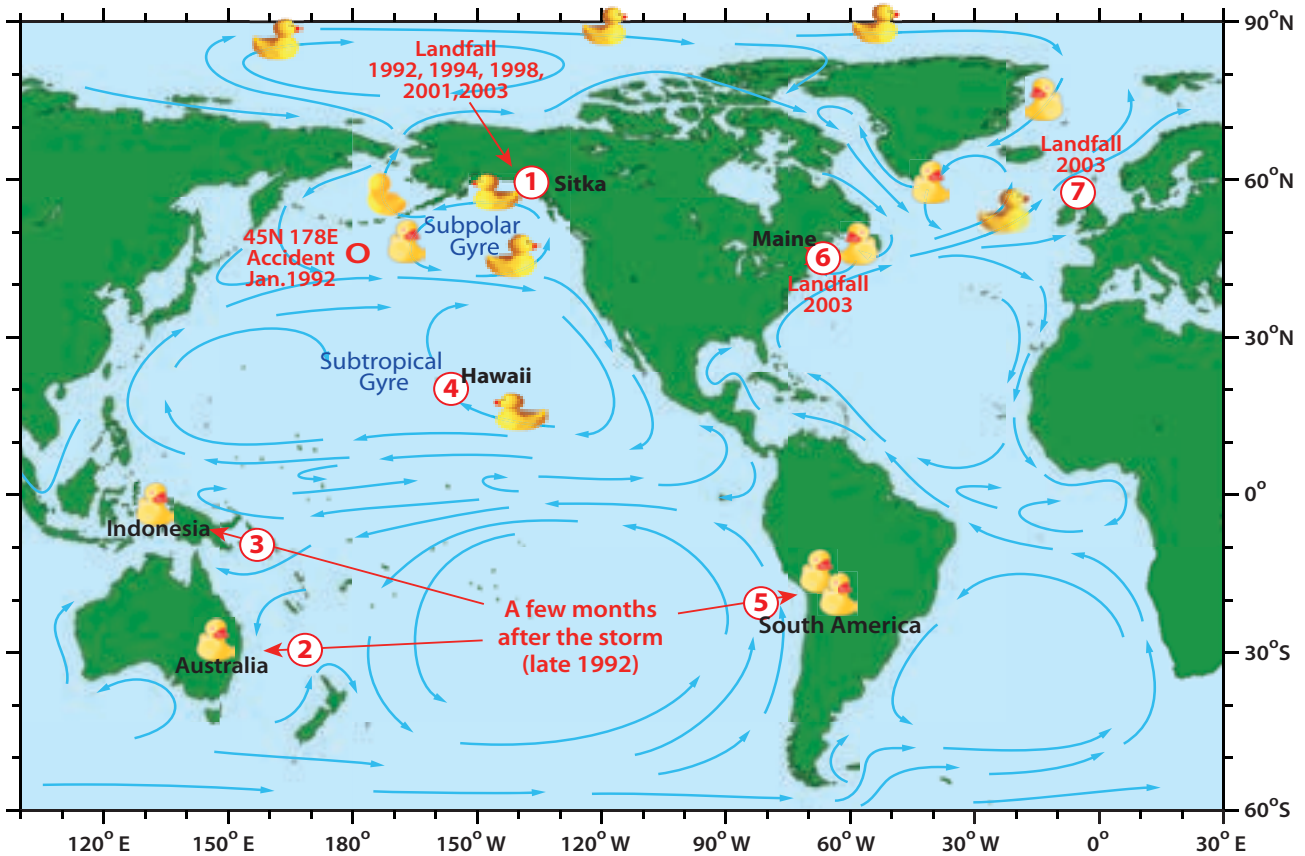 Landfall
1992, 1994, 1998,
2001,2003
1
Sitka
Subpolar
Gyre
45N 178E
Accident
Jan.1992
O
Landfall
2003
7
Maine
6
Landfall
2003
Subtropical
Gyre
4
Hawaii
Indonesia
3
A few months
after the storm
(late 1992)
5
South America
2
Australia
90°N
60°N
30°N
0°
30°S
60°S
120° E
150° E
180°
150° W
120° W
90° W
60° W
30° W
0°
30° E